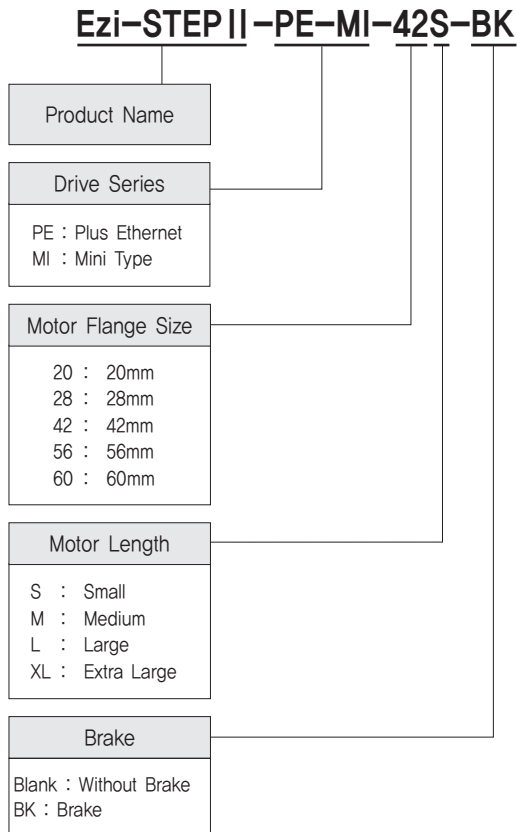 Ezi-STEPII-PE-MI-42S-BK
Product Name
Drive Series
PE : Plus Ethernet
MI : Mini Type
Motor Flange Size
20 : 20mm
28 : 28mm
42 : 42mm
56 : 56mm
60 : 60mm
Motor Length
S : Small
M : Medium
L : Large
XL : Extra Large
Brake
Blank : Without Brake
BK : Brake